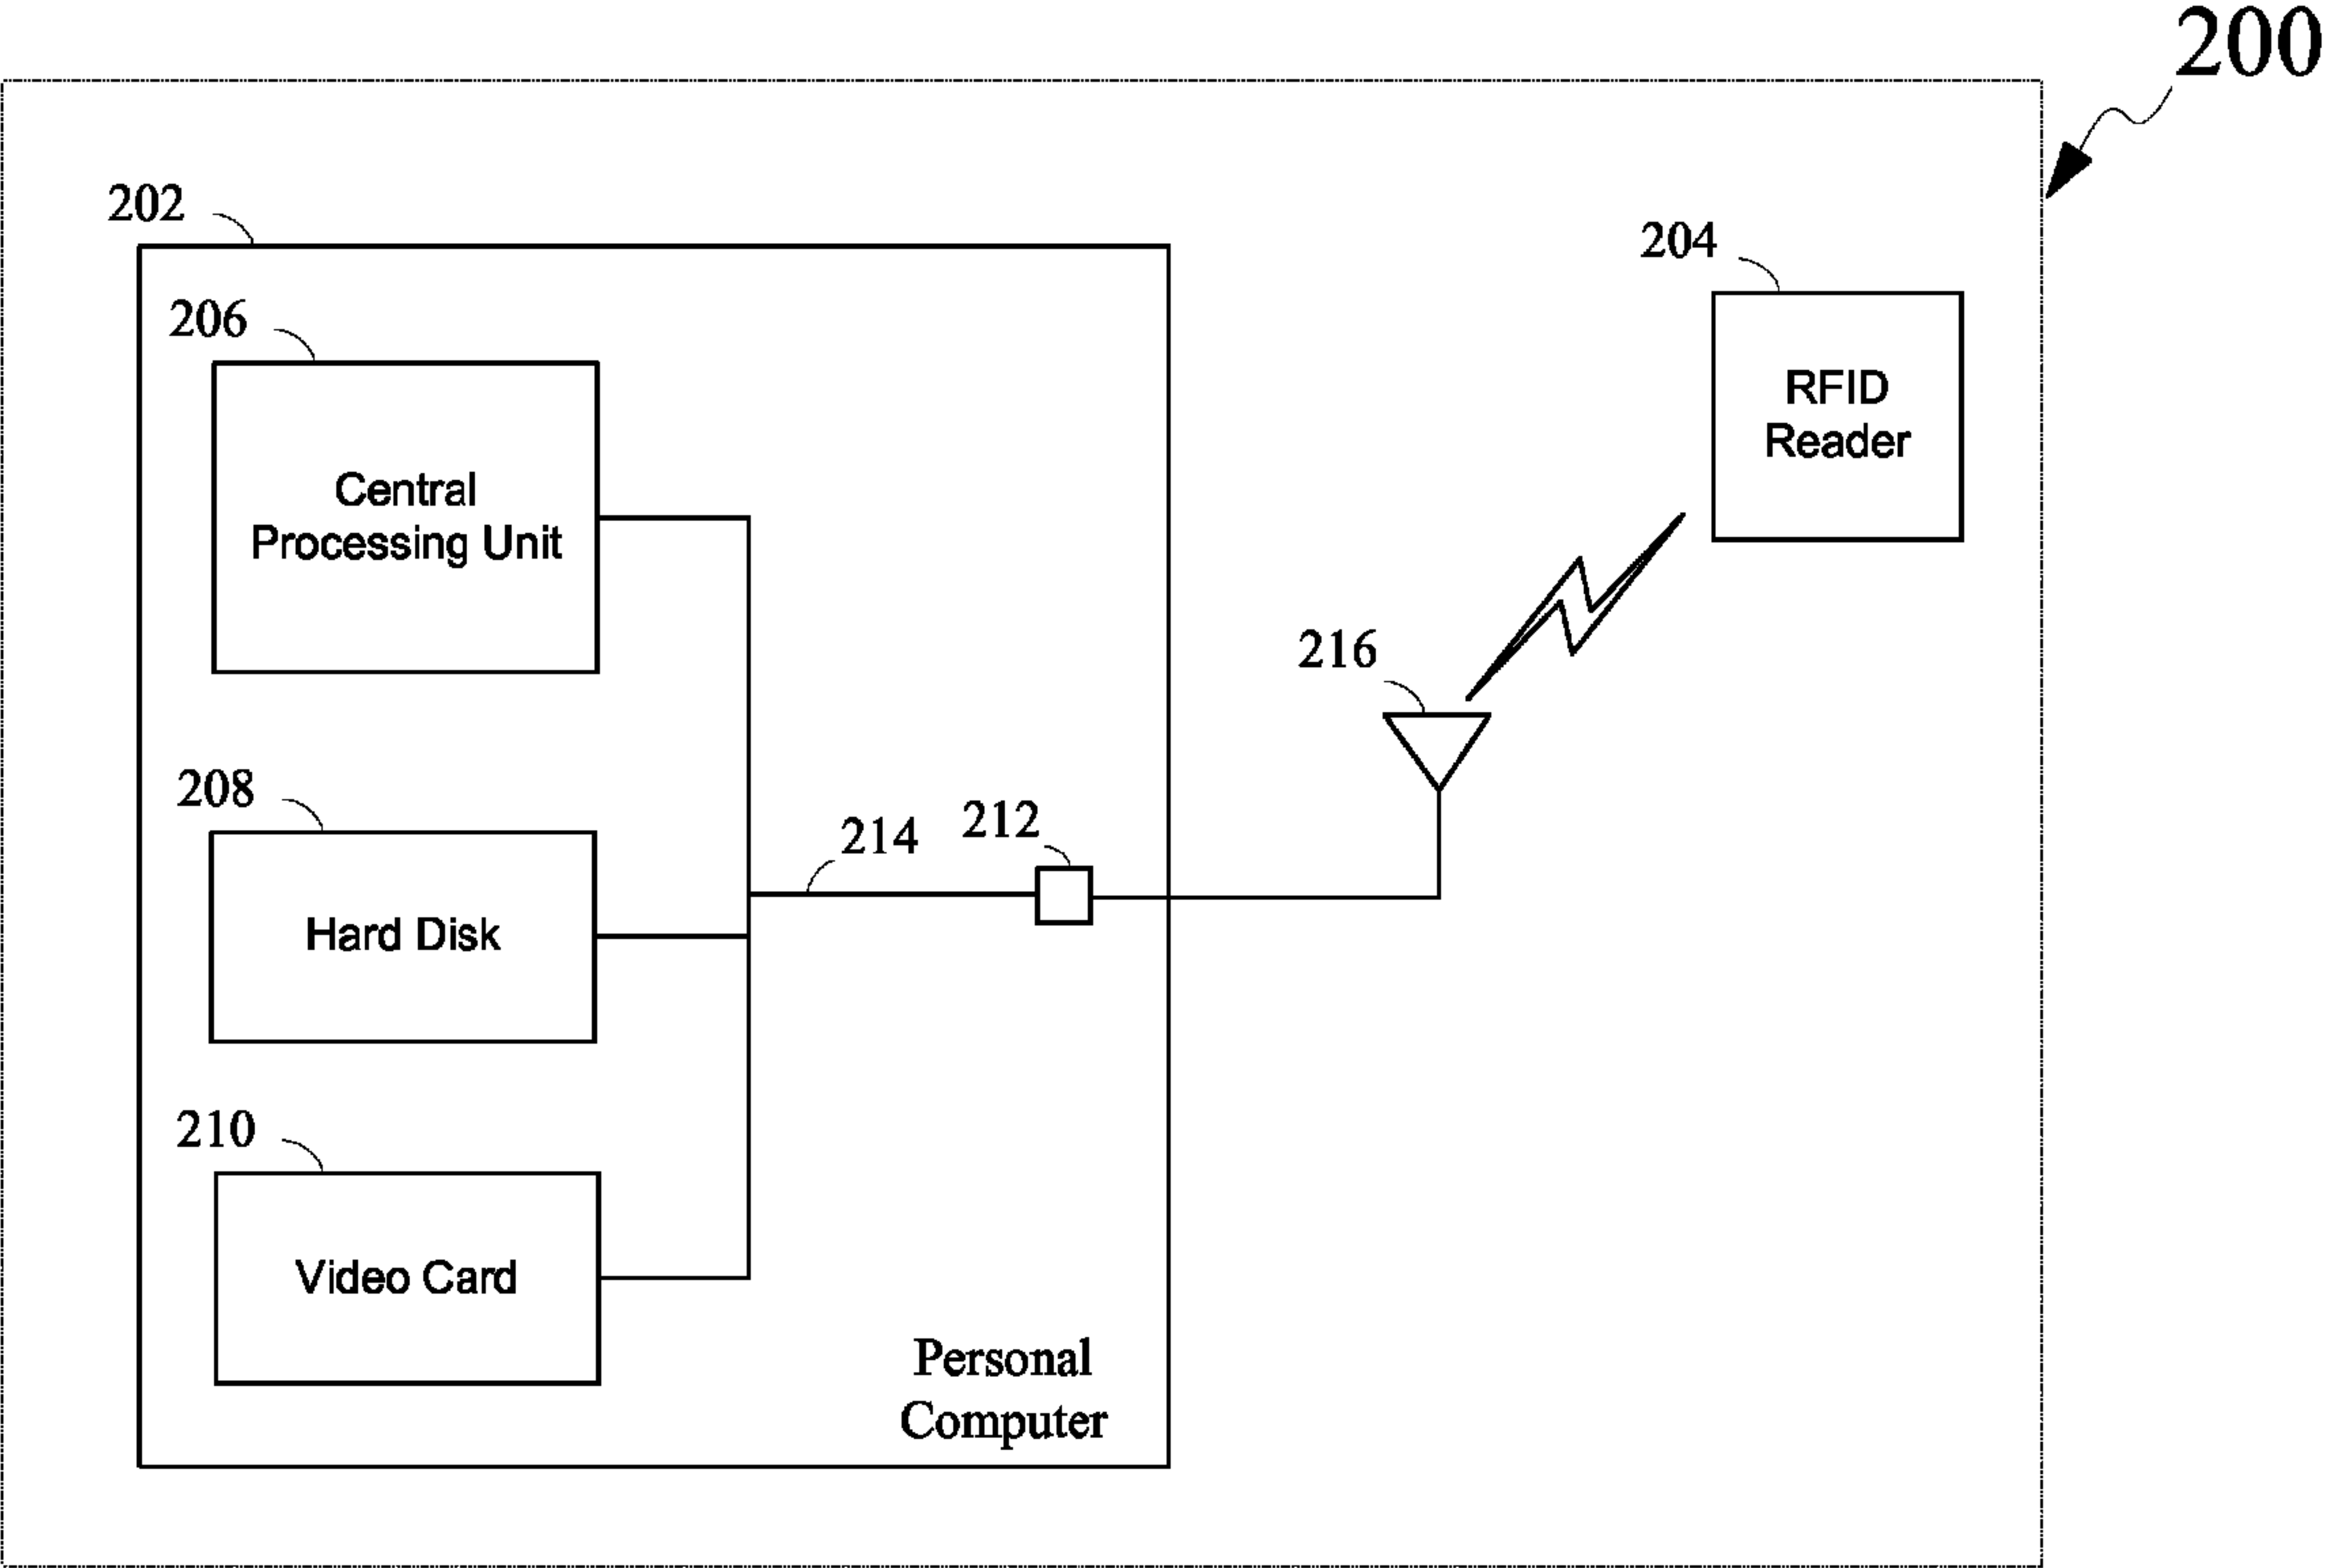 200
202
204
206
RFID
Reader
Central
Processing Unit
216
208
214
212
Hard Disk
210
Video Card
Personal
Computer